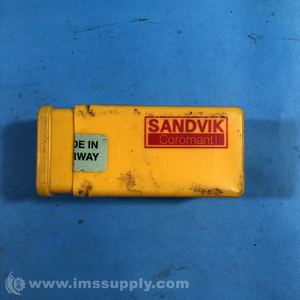 SANDVIK
Coromant
DE IN
RWAY
© www.imssupply.com